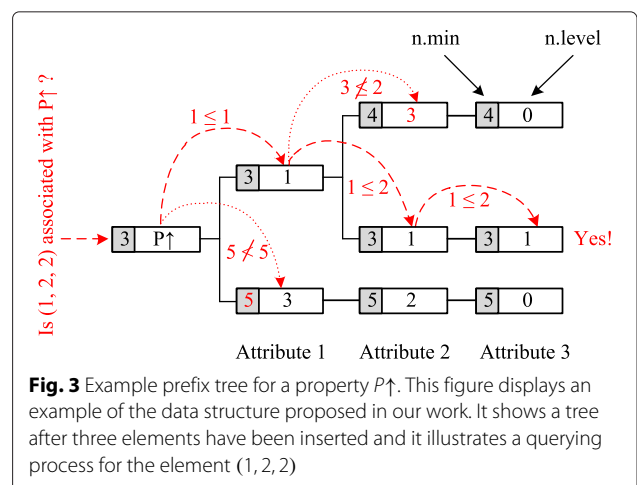 n.min n.level
Is (1, 2, 2) associated with P↑ ?
3 ≰ 2
1 ≤ 1
4 3 4 0
3 1
1 ≤ 2
1 ≤ 2
3 P↑
3 1 3 1 Yes!
5 ≮ 5
5 3 5 2 5 0
Attribute 1 Attribute 2 Attribute 3
Fig. 3 Example prefix tree for a property P↑. This figure displays an
example of the data structure proposed in our work. It shows a tree
after three elements have been inserted and it illustrates a querying
process for the element (1, 2, 2)